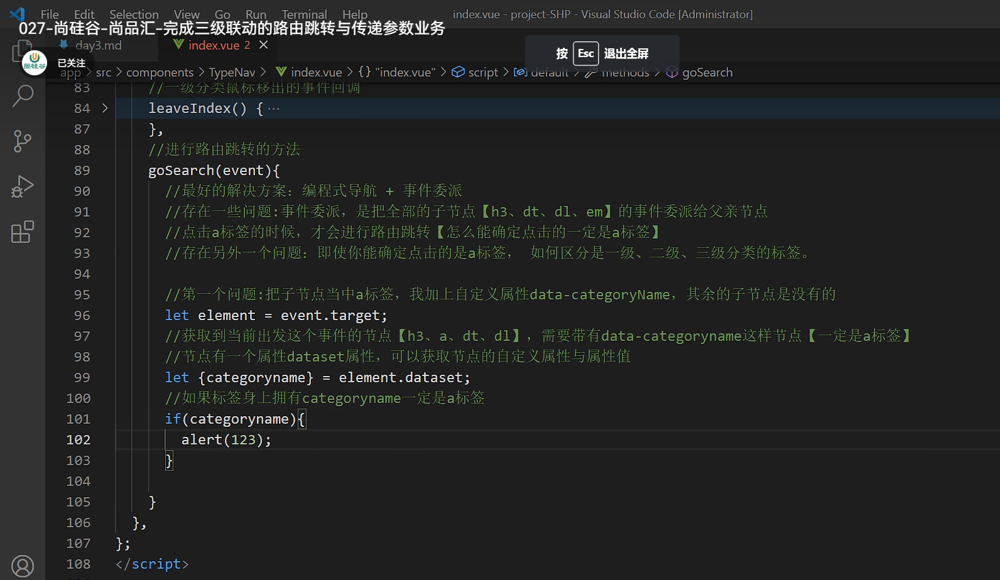 File Edit Selection View Go Run Terminal Help
index.vue - project-SHP - Visual Studio Code [Administrator]
027-尚硅谷-尚品汇-完成三级联动的路由跳转与传递参数业务
day3.md
index.vue 2
按 Esc 退出全屏
尚硅谷
已关注
app > src > components > TypeNav > index.vue > {} "index.vue" > script > default > methods > goSearch
83 //一级分类鼠标移出的事件回调
84 leaveIndex() {···
87 },
88 //进行路由跳转的方法
89 goSearch(event){
90 //最好的解决方案：编程式导航 + 事件委派
91 //存在一些问题:事件委派，是把全部的子节点【h3、dt、dl、em】的事件委派给父亲节点
92 //点击a标签的时候，才会进行路由跳转【怎么能确定点击的一定是a标签】
93 //存在另外一个问题：即使你能确定点击的是a标签， 如何区分是一级、二级、三级分类的标签。
94
95 //第一个问题:把子节点当中a标签，我加上自定义属性data-categoryName，其余的子节点是没有的
96 let element = event.target;
97 //获取到当前出发这个事件的节点【h3、a、dt、dl】，需要带有data-categoryname这样节点【一定是a标签】
98 //节点有一个属性dataset属性，可以获取节点的自定义属性与属性值
99 let {categoryname} = element.dataset;
100 //如果标签身上拥有categoryname一定是a标签
101 if(categoryname){
102 alert(123);
103 }
104
105 }
106 },
107 };
108 </script>